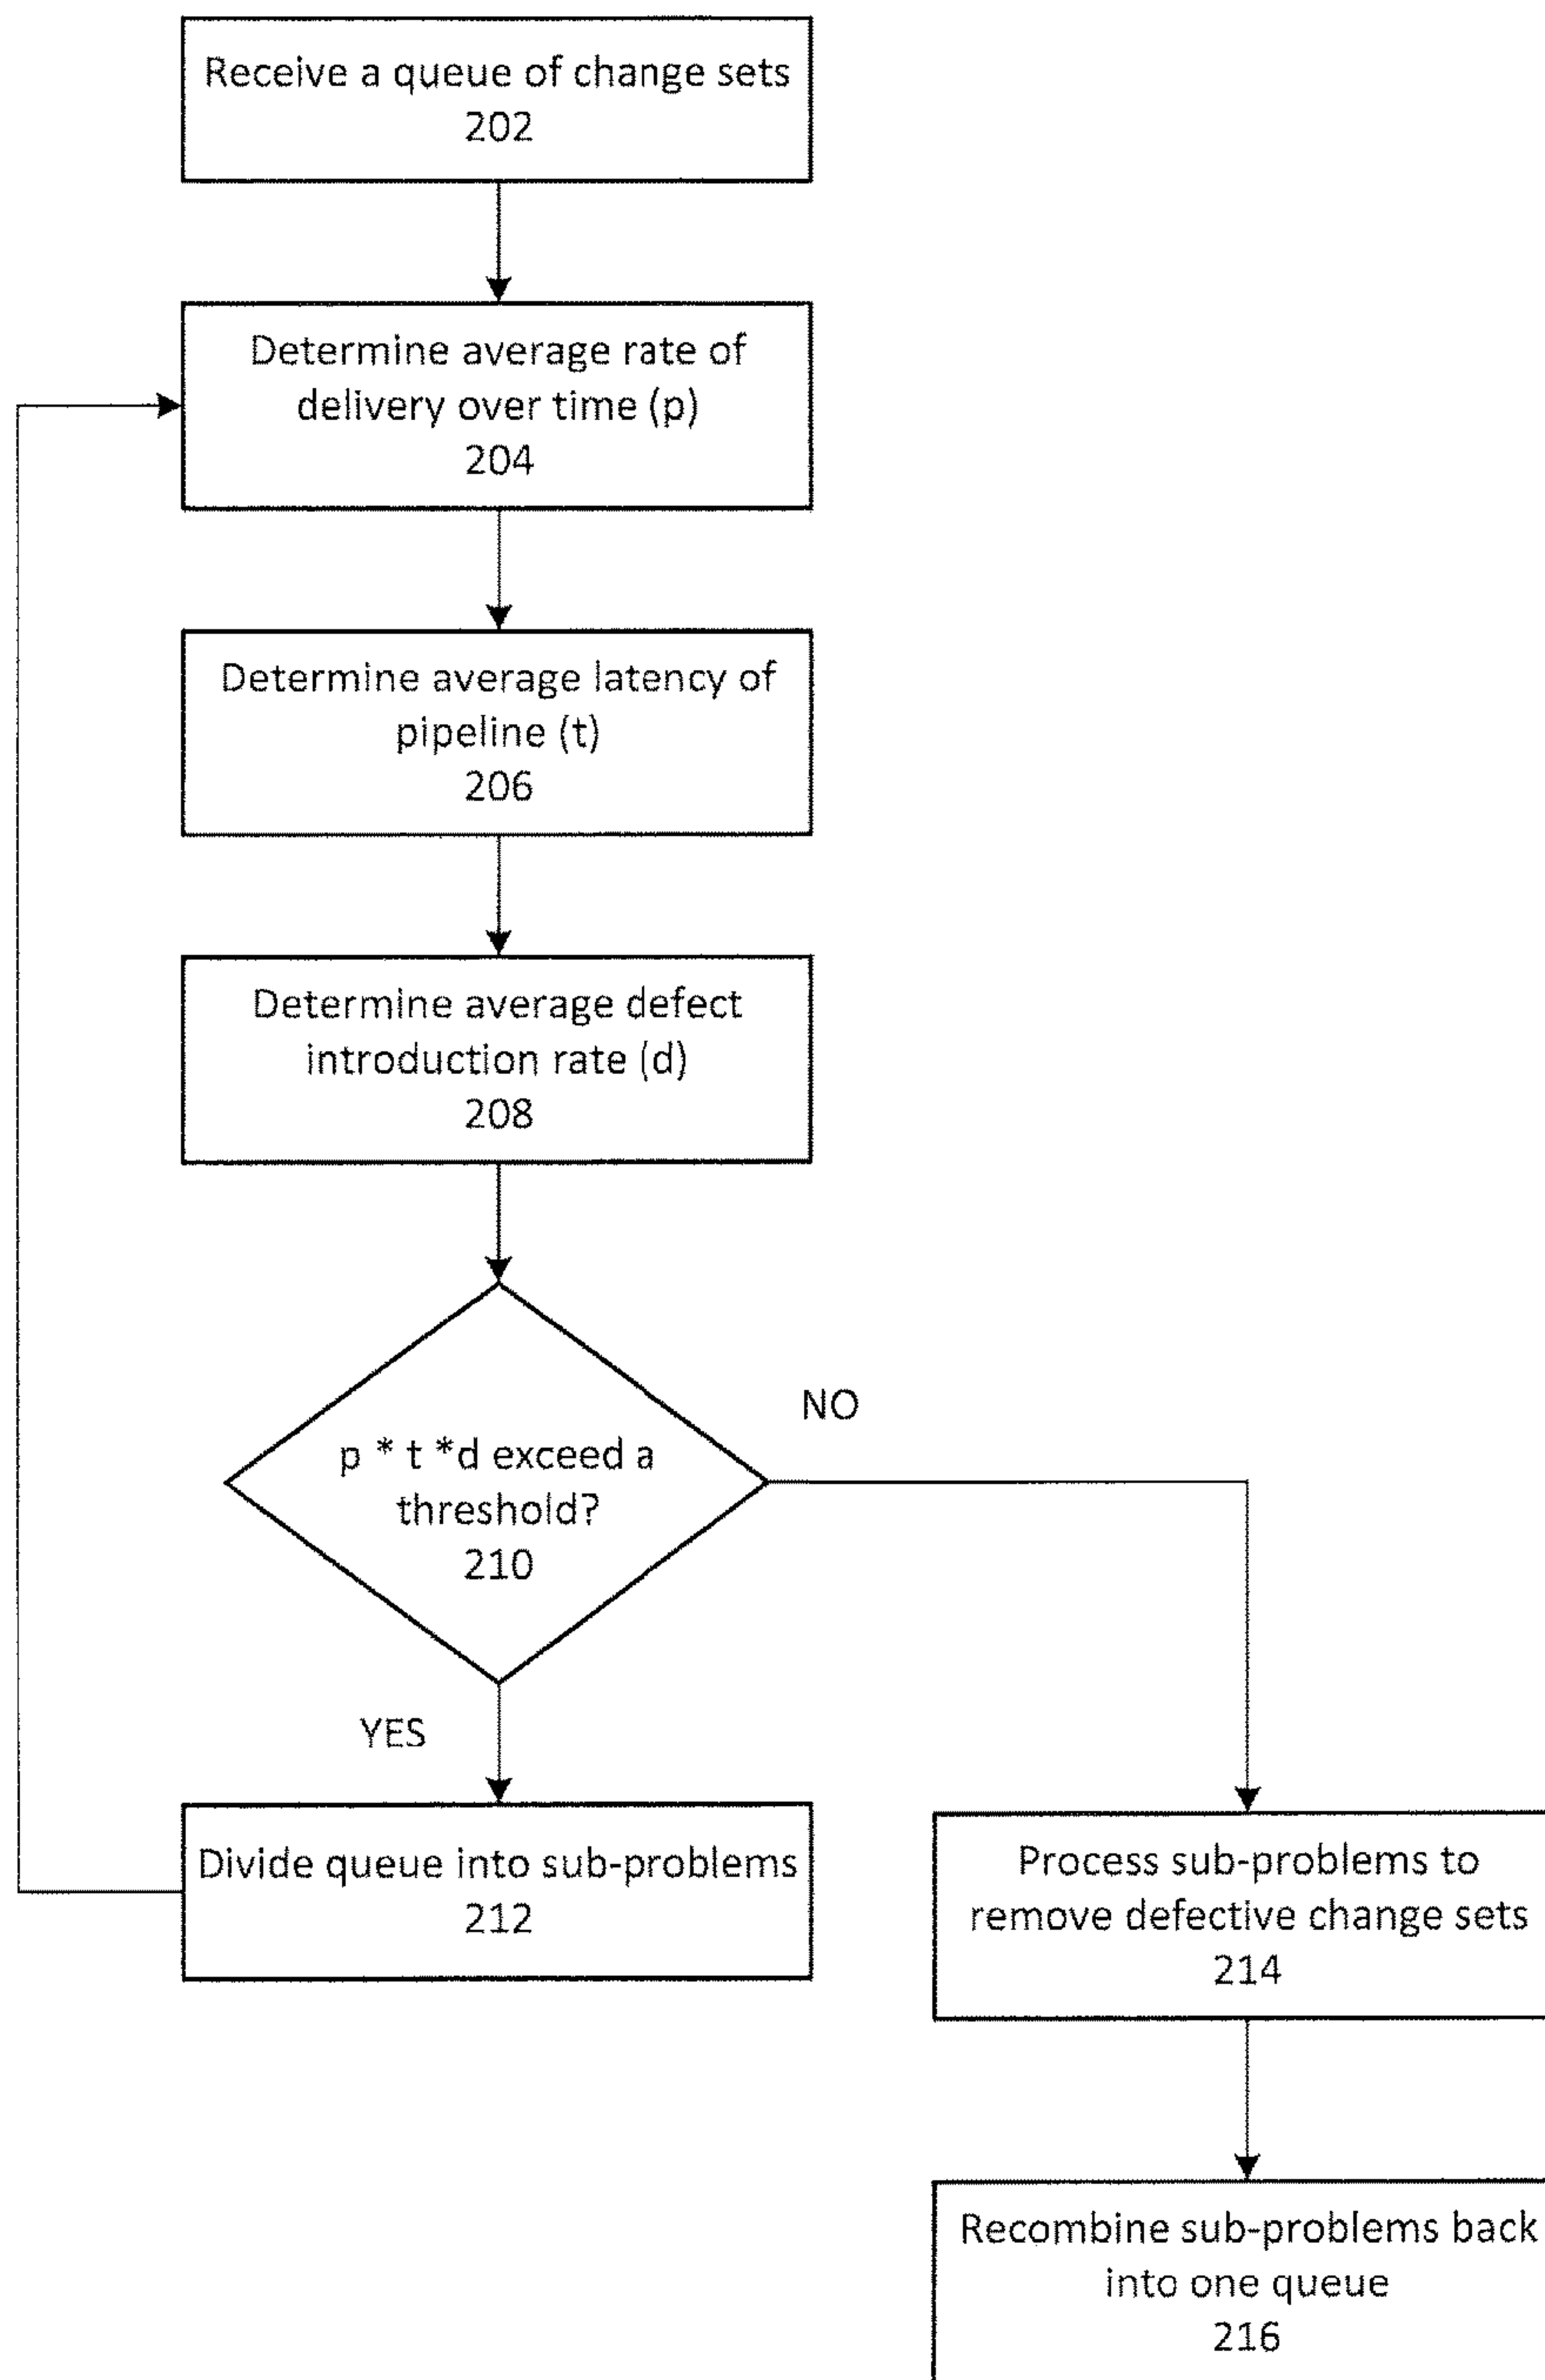 Receive a queue of change sets
202
Determine average rate of
delivery over time (p)
204
Determine average latency of
pipeline (t)
206
Determine average defect
introduction rate (d)
208
p * t *d exceed a
threshold?
210
NO
YES
Divide queue into sub-problems
212
Process sub-problems to
remove defective change sets
214
Recombine sub-problems back
into one queue
216